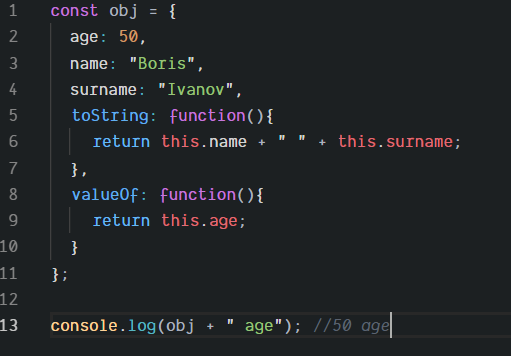 1 const obj = {
2 age: 50,
3 name: "Boris",
4 surname: "Ivanov",
5 toString: function(){
6 return this.name + " " + this.surname;
7 },
8 valueOf: function(){
9 return this.age;
10 }
11 };
12
13 console.log(obj + " age"); //50 age